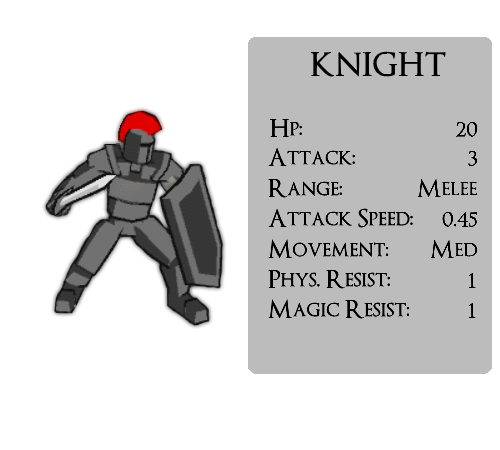 KNIGHT
HP: 20
ATTACK: 3
RANGE: MELEE
ATTACK SPEED: 0.45
MOVEMENT: MED
PHYS. RESIST: 1
MAGIC RESIST: 1